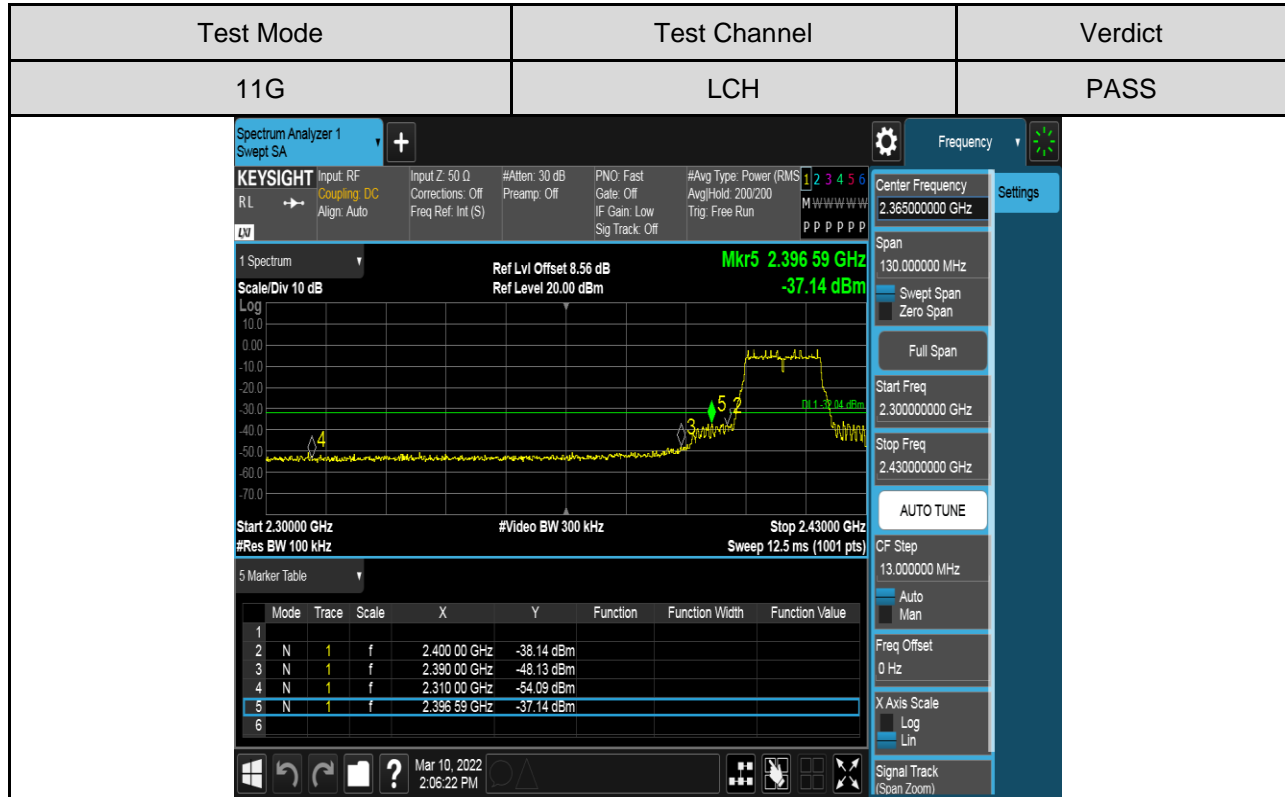 Test Mode Test Channel Verdict
11G LCH PASS
Spectrum Analyzer 1
Swept SA
+
Frequency
KEYSIGHT
RL
LXI
Input: RF
Coupling: DC
Align: Auto
Input Z: 50 Ω
Corrections: Off
Freq Ref: Int (S)
#Atten: 30 dB
Preamp: Off
PNO: Fast
Gate: Off
IF Gain: Low
Sig Track: Off
#Avg Type: Power (RMS
Avg|Hold: 200/200
Trig: Free Run
1 2 3 4 5 6
M W W W W W
P P P P P P
1 Spectrum
Scale/Div 10 dB
Ref Lvl Offset 8.56 dB
Ref Level 20.00 dBm
Mkr5 2.396 59 GHz
-37.14 dBm
Log
10.0
0.00
-10.0
-20.0
-30.0
-40.0
-50.0
-60.0
-70.0
4
3
5
2
DL1 -32.04 dBm
Start 2.30000 GHz #Video BW 300 kHz Stop 2.43000 GHz
#Res BW 100 kHz Sweep 12.5 ms (1001 pts)
5 Marker Table
Mode Trace Scale X Y Function Function Width Function Value
1
2 N 1 f 2.400 00 GHz -38.14 dBm
3 N 1 f 2.390 00 GHz -48.13 dBm
4 N 1 f 2.310 00 GHz -54.09 dBm
5 N 1 f 2.396 59 GHz -37.14 dBm
6
?
Mar 10, 2022
2:06:22 PM
Center Frequency
2.365000000 GHz
Span
130.000000 MHz
Swept Span
Zero Span
Full Span
Start Freq
2.300000000 GHz
Stop Freq
2.430000000 GHz
AUTO TUNE
CF Step
13.000000 MHz
Auto
Man
Freq Offset
0 Hz
X Axis Scale
Log
Lin
Signal Track
(Span Zoom)
Settings